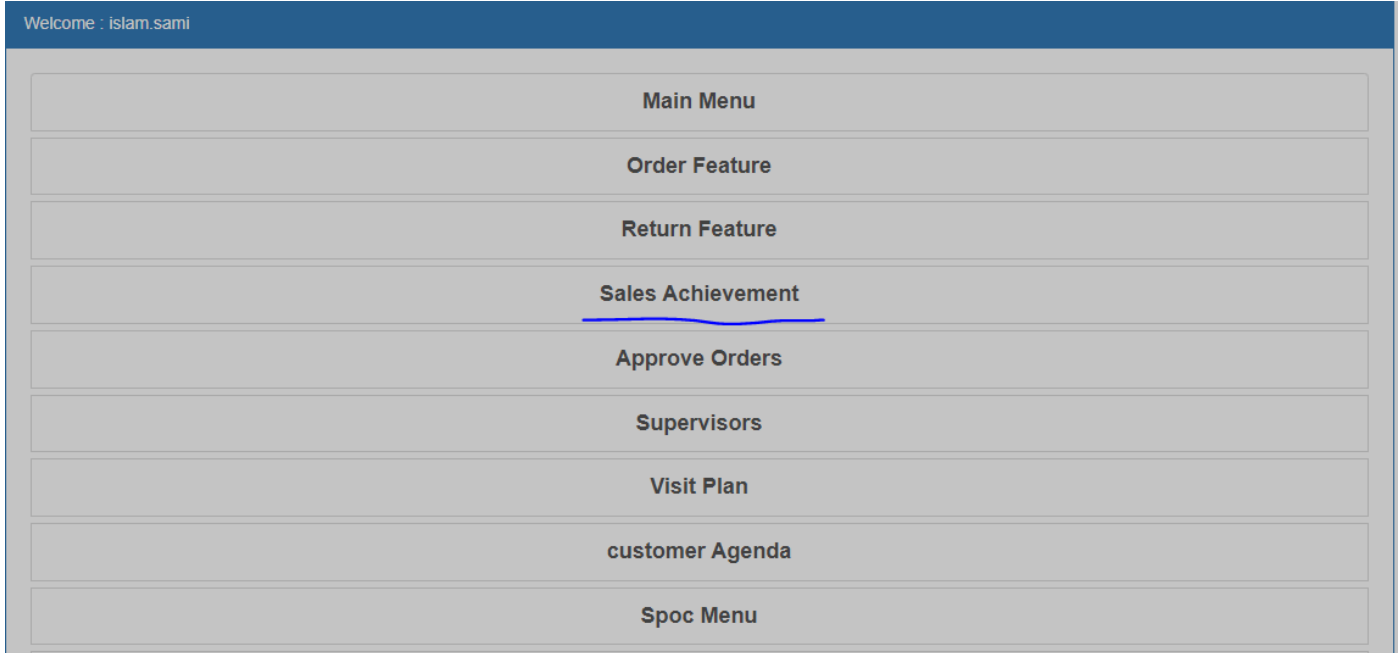 Welcome : islam.sami
Main Menu
Order Feature
Return Feature
Sales Achievement
Approve Orders
Supervisors
Visit Plan
customer Agenda
Spoc Menu